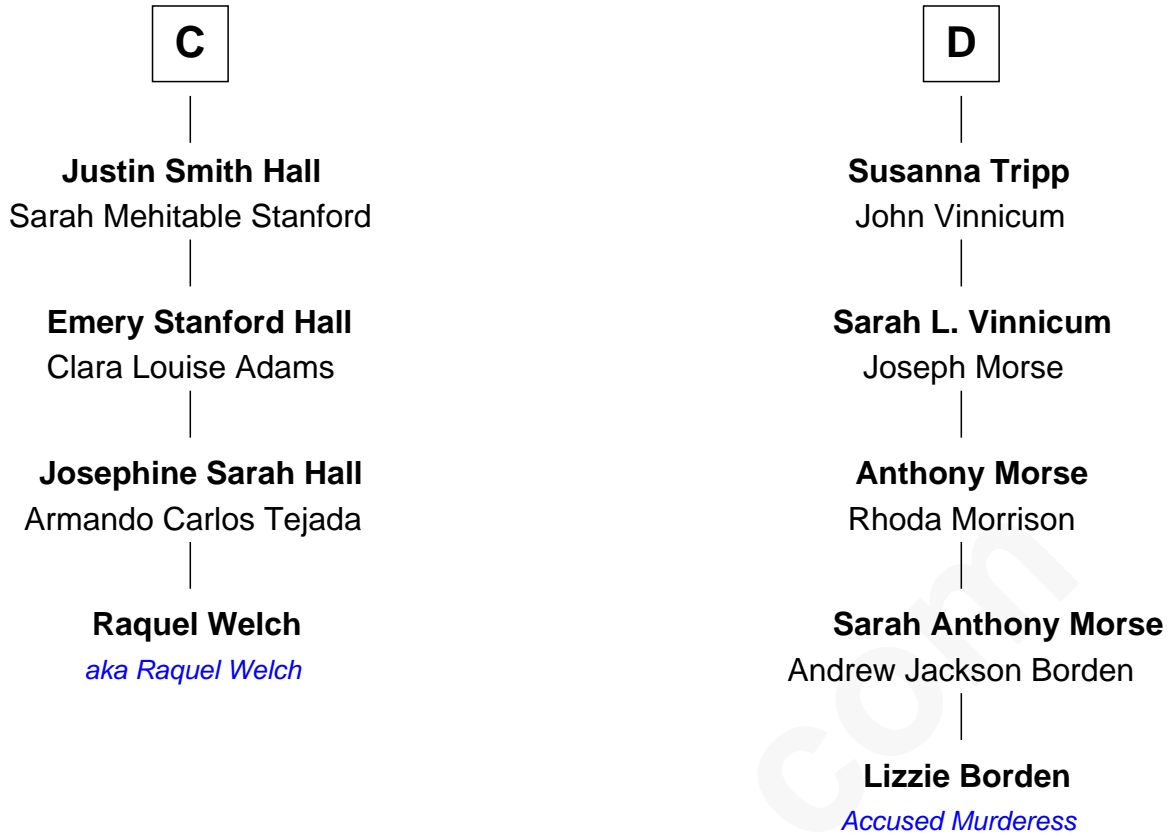 C
Justin Smith Hall
Sarah Mehitable Stanford
Emery Stanford Hall
Clara Louise Adams
Josephine Sarah Hall
Armando Carlos Tejada
Raquel Welch
aka Raquel Welch
D
Susanna Tripp
John Vinnicum
Sarah L. Vinnicum
Joseph Morse
Anthony Morse
Rhoda Morrison
Sarah Anthony Morse
Andrew Jackson Borden
Lizzie Borden
Accused Murderess
com